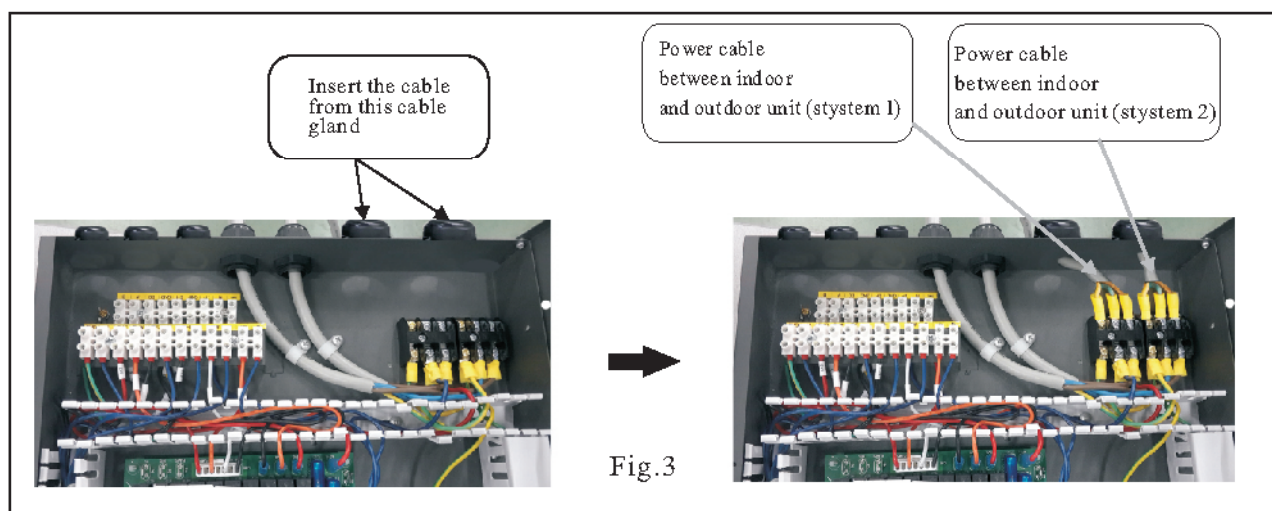 Insert the cable
from this cable
gland
Power cable
between indoor
and outdoor unit (stystem 1)
Power cable
between indoor
and outdoor unit (stystem 2)
Fig.3